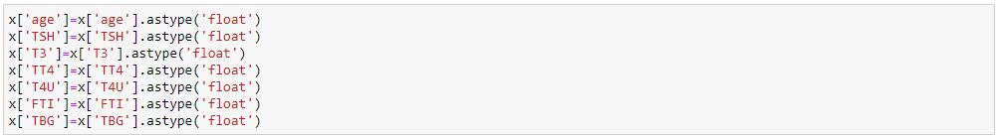 x['age']=x['age'].astype('float')
x['TSH']=x['TSH'].astype('float')
x['T3']=x['T3'].astype('float')
x['TT4']=x['TT4'].astype('float')
x['T4U']=x['T4U'].astype('float')
x['FTI']=x['FTI'].astype('float')
x['TBG']=x['TBG'].astype('float')